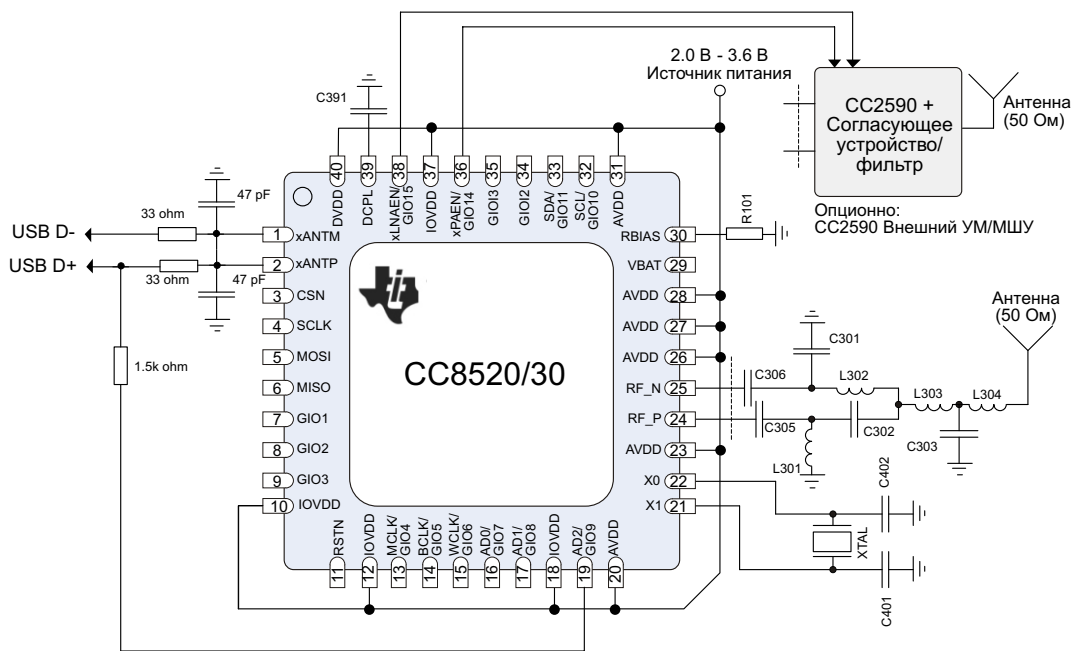 2.0 В - 3.6 В
Источник питания
C391
CC2590 +
Согласующее
устройство/
фильтр
Антенна
(50 Ом)
Опционно:
CC2590 Внешний УМ/МШУ
40
39
38
37
36
35
34
33
32
31
DVDD
DCPL
xLNAEN/
GIO15
IOVDD
xPAEN/
GIO14
GIOI3
GIOI2
SDA/
GIO11
SCL/
GIO10
AVDD
47 pF
33 ohm
USB D-
USB D+
33 ohm
47 pF
1.5k ohm
1 xANTM
2 xANTP
3 CSN
4 SCLK
5 MOSI
6 MISO
7 GIO1
8 GIO2
9 GIO3
10 IOVDD
CC8520/30
RBIAS 30
R101
VBAT 29
AVDD 28
AVDD 27
AVDD 26
RF_N 25
RF_P 24
AVDD 23
X0 22
X1 21
Антенна
(50 Ом)
C301
C306
L302
L303
L304
C305
C302
C303
L301
C402
XTAL
C401
RSTN
IOVDD
MCLK/
GIO4
BCLK/
GIO5
WCLK/
GIO6
AD0/
GIO7
AD1/
GIO8
IOVDD
AD2/
GIO9
AVDD
11
12
13
14
15
16
17
18
19
20